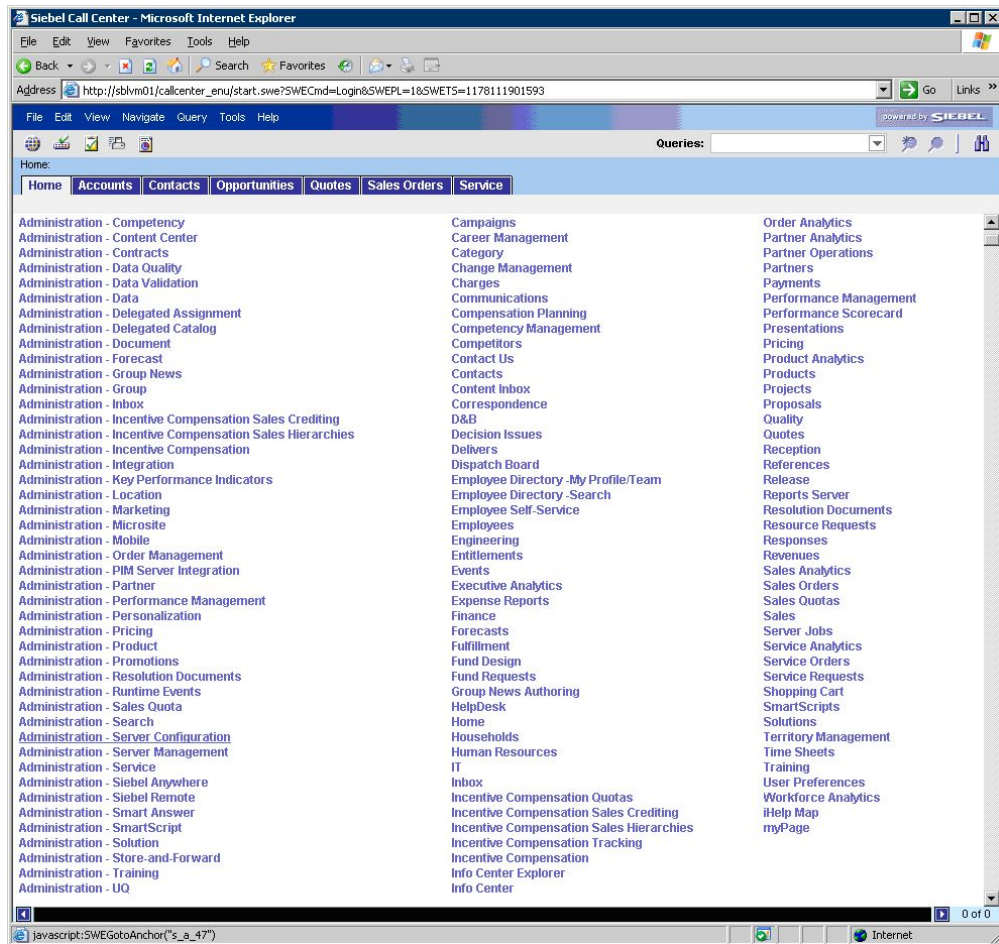 Siebel Call Center - Microsoft Internet Explorer
File Edit View Favorites Tools Help
Back Search Favorites
Address http://sblvm01/callcenter_enu/start.swe?SWECmd=Login&SWEPL=1&SWETS=1178111901593 Go Links »
File Edit View Navigate Query Tools Help powered by SIEBEL
Queries:
Home:
Home Accounts Contacts Opportunities Quotes Sales Orders Service
Administration - Competency
Administration - Content Center
Administration - Contracts
Administration - Data Quality
Administration - Data Validation
Administration - Data
Administration - Delegated Assignment
Administration - Delegated Catalog
Administration - Document
Administration - Forecast
Administration - Group News
Administration - Group
Administration - Inbox
Administration - Incentive Compensation Sales Crediting
Administration - Incentive Compensation Sales Hierarchies
Administration - Incentive Compensation
Administration - Integration
Administration - Key Performance Indicators
Administration - Location
Administration - Marketing
Administration - Microsite
Administration - Mobile
Administration - Order Management
Administration - PIM Server Integration
Administration - Partner
Administration - Performance Management
Administration - Personalization
Administration - Pricing
Administration - Product
Administration - Promotions
Administration - Resolution Documents
Administration - Runtime Events
Administration - Sales Quota
Administration - Search
Administration - Server Configuration
Administration - Server Management
Administration - Service
Administration - Siebel Anywhere
Administration - Siebel Remote
Administration - Smart Answer
Administration - SmartScript
Administration - Solution
Administration - Store-and-Forward
Administration - Training
Administration - UQ
Campaigns
Career Management
Category
Change Management
Charges
Communications
Compensation Planning
Competency Management
Competitors
Contact Us
Contacts
Content Inbox
Correspondence
D&B
Decision Issues
Delivers
Dispatch Board
Employee Directory -My Profile/Team
Employee Directory -Search
Employee Self-Service
Employees
Engineering
Entitlements
Events
Executive Analytics
Expense Reports
Finance
Forecasts
Fulfillment
Fund Design
Fund Requests
Group News Authoring
HelpDesk
Home
Households
Human Resources
IT
Inbox
Incentive Compensation Quotas
Incentive Compensation Sales Crediting
Incentive Compensation Sales Hierarchies
Incentive Compensation Tracking
Incentive Compensation
Info Center Explorer
Info Center
Order Analytics
Partner Analytics
Partner Operations
Partners
Payments
Performance Management
Performance Scorecard
Presentations
Pricing
Product Analytics
Products
Projects
Proposals
Quality
Quotes
Reception
References
Release
Reports Server
Resolution Documents
Resource Requests
Responses
Revenues
Sales Analytics
Sales Orders
Sales Quotas
Sales
Server Jobs
Service Analytics
Service Orders
Service Requests
Shopping Cart
SmartScripts
Solutions
Territory Management
Time Sheets
Training
User Preferences
Workforce Analytics
iHelp Map
myPage
0 of 0
javascript:SWEGotoAnchor("s_a_47") Internet